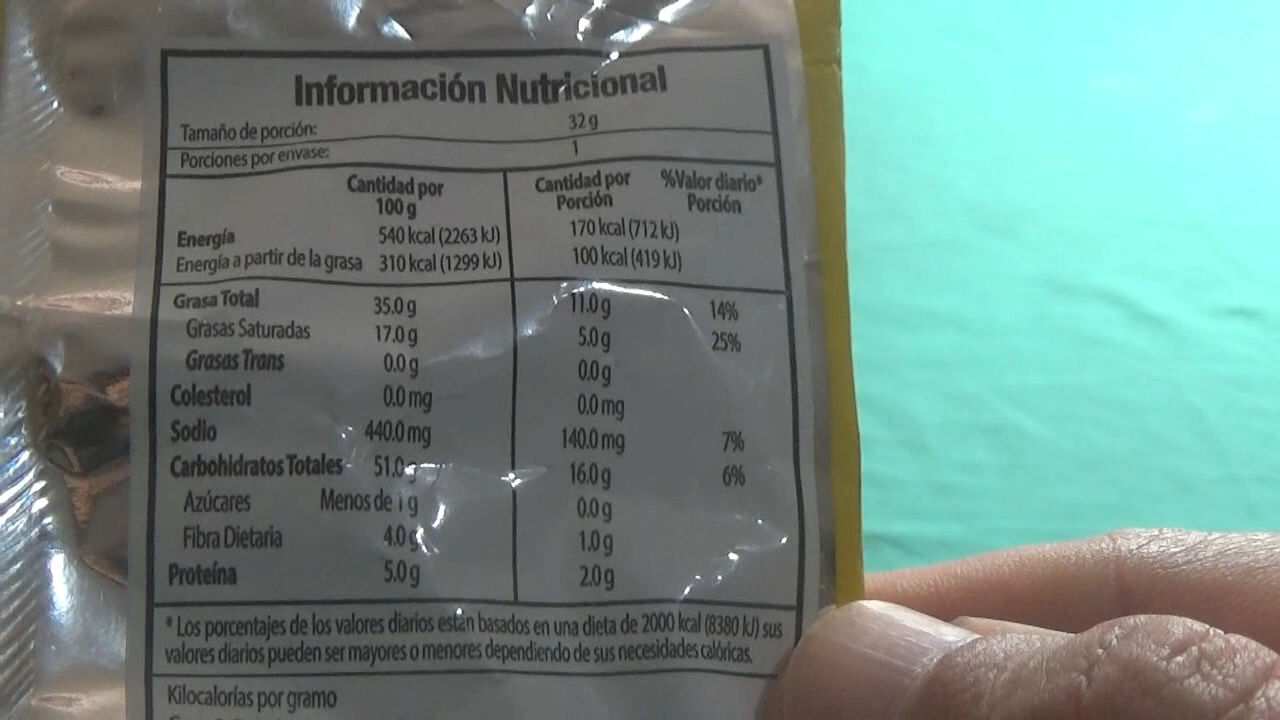 Información Nutricional
Tamaño de porción: 32 g
Porciones por envase: 1
Cantidad por 100 g Cantidad por Porción %Valor diario* Porción
Energía 540 kcal (2263 kJ) 170 kcal (712 kJ)
Energía a partir de la grasa 310 kcal (1299 kJ) 100 kcal (419 kJ)
Grasa Total 35.0 g 11.0 g 14%
Grasas Saturadas 17.0 g 5.0 g 25%
Grasas Trans 0.0 g 0.0 g
Colesterol 0.0 mg 0.0 mg
Sodio 440.0 mg 140.0 mg 7%
Carbohidratos Totales 51.0 g 16.0 g 6%
Azúcares Menos de 1 g 0.0 g
Fibra Dietaria 4.0 g 1.0 g
Proteína 5.0 g 2.0 g
* Los porcentajes de los valores diarios están basados en una dieta de 2000 kcal (8380 kJ) sus
valores diarios pueden ser mayores o menores dependiendo de sus necesidades calóricas.
Kilocalorías por gramo